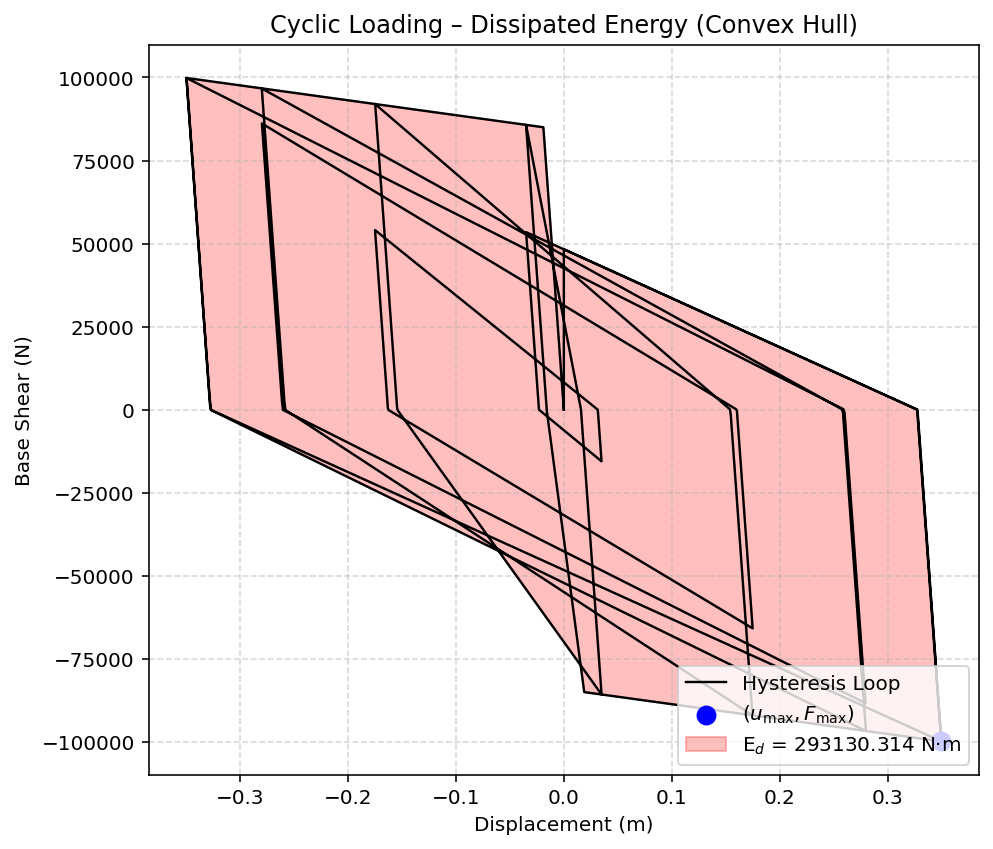 Cyclic Loading – Dissipated Energy (Convex Hull)
100000
75000
50000
25000
0
−25000
−50000
−75000
−100000
Base Shear (N)
−0.3
−0.2
−0.1
0.0
0.1
0.2
0.3
Displacement (m)
Hysteresis Loop
(u_max, F_max)
E_d = 293130.314 N·m